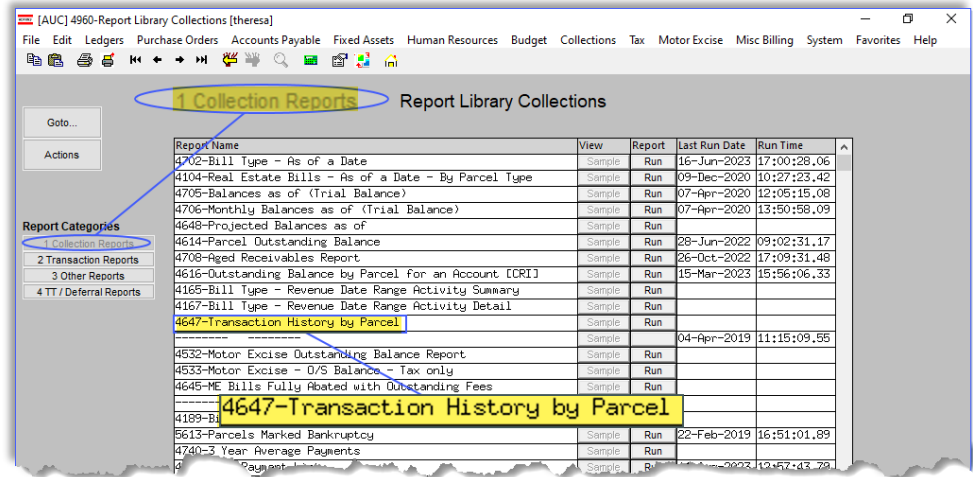 [AUC] 4960-Report Library Collections [theresa]
File Edit Ledgers Purchase Orders Accounts Payable Fixed Assets Human Resources Budget Collections Tax Motor Excise Misc Billing System Favorites Help
1 Collection Reports Report Library Collections
Goto...
Actions
Report Categories
1 Collection Reports
2 Transaction Reports
3 Other Reports
4 TT / Deferral Reports
Report Name View Report Last Run Date Run Time
4702-Bill Type - As of a Date Sample Run 16-Jun-2023 17:00:28.06
4104-Real Estate Bills - As of a Date - By Parcel Type Sample Run 09-Dec-2020 10:27:23.42
4705-Balances as of (Trial Balance) Sample Run 07-Apr-2020 12:05:15.08
4706-Monthly Balances as of (Trial Balance) Sample Run 07-Apr-2020 13:50:58.09
4648-Projected Balances as of Sample Run
4614-Parcel Outstanding Balance Sample Run 28-Jun-2022 09:02:31.17
4708-Aged Receivables Report Sample Run 26-Oct-2022 17:09:31.48
4616-Outstanding Balance by Parcel for an Account [CRI] Sample Run 15-Mar-2023 15:56:06.33
4165-Bill Type - Revenue Date Range Activity Summary Sample Run
4167-Bill Type - Revenue Date Range Activity Detail Sample Run
4647-Transaction History by Parcel Sample Run
-------- -------- Sample 04-Apr-2019 11:15:09.55
4532-Motor Excise Outstanding Balance Report Sample Run
4533-Motor Excise - O/S Balance - Tax only Sample Run
4645-ME Bills Fully Abated with Outstanding Fees Sample Run
4647-Transaction History by Parcel
4189-Bi
5613-Parcels Marked Bankruptcy Sample Run 22-Feb-2019 16:51:01.89
4740-3 Year Average Payments Sample Run
Payment Sample 2023 12:57:43.79